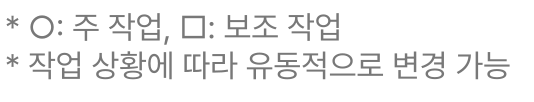 * ○: 주 작업, □: 보조 작업
* 작업 상황에 따라 유동적으로 변경 가능